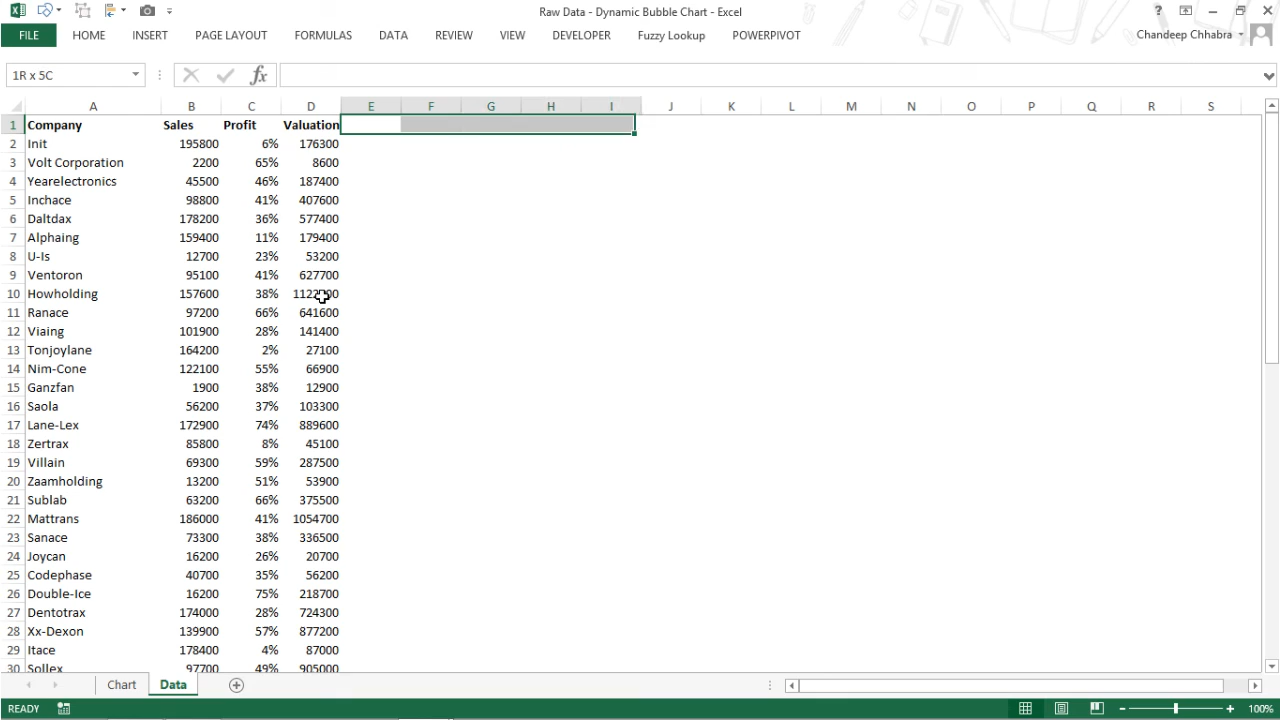 Raw Data - Dynamic Bubble Chart - Excel
?
FILE HOME INSERT PAGE LAYOUT FORMULAS DATA REVIEW VIEW DEVELOPER Fuzzy Lookup POWERPIVOT Chandeep Chhabra
1R x 5C fx
A B C D E F G H I J K L M N O P Q R S
1 Company Sales Profit Valuation
2 Init 195800 6% 176300
3 Volt Corporation 2200 65% 8600
4 Yearelectronics 45500 46% 187400
5 Inchace 98800 41% 407600
6 Daltdax 178200 36% 577400
7 Alphaing 159400 11% 179400
8 U-Is 12700 23% 53200
9 Ventoron 95100 41% 627700
10 Howholding 157600 38%
11 Ranace 97200 66% 641600
12 Viaing 101900 28% 141400
13 Tonjoylane 164200 2% 27100
14 Nim-Cone 122100 55% 66900
15 Ganzfan 1900 38% 12900
16 Saola 56200 37% 103300
17 Lane-Lex 172900 74% 889600
18 Zertrax 85800 8% 45100
19 Villain 69300 59% 287500
20 Zaamholding 13200 51% 53900
21 Sublab 63200 66% 375500
22 Mattrans 186000 41% 1054700
23 Sanace 73300 38% 336500
24 Joycan 16200 26% 20700
25 Codephase 40700 35% 56200
26 Double-Ice 16200 75% 218700
27 Dentotrax 174000 28% 724300
28 Xx-Dexon 139900 57% 877200
29 Itace 178400 4% 87000
30 Sollex 97700 49% 905000
Chart Data
READY 100%